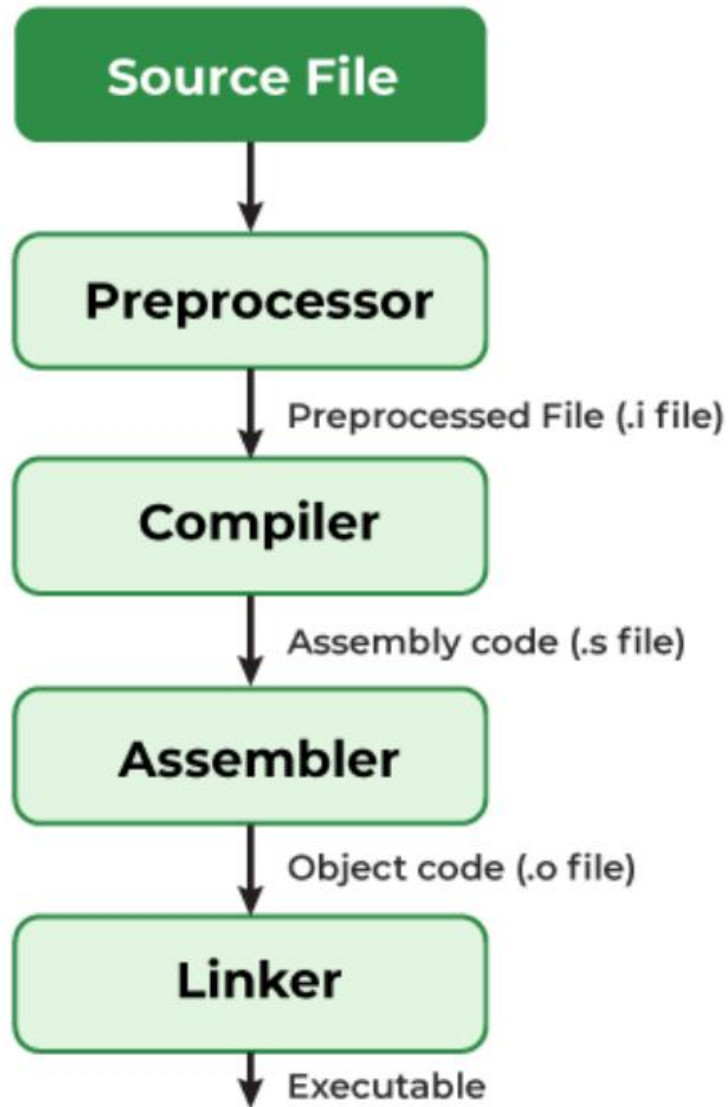 Source File
Preprocessor
Preprocessed File (.i file)
Compiler
Assembly code (.s file)
Assembler
Object code (.o file)
Linker
Executable